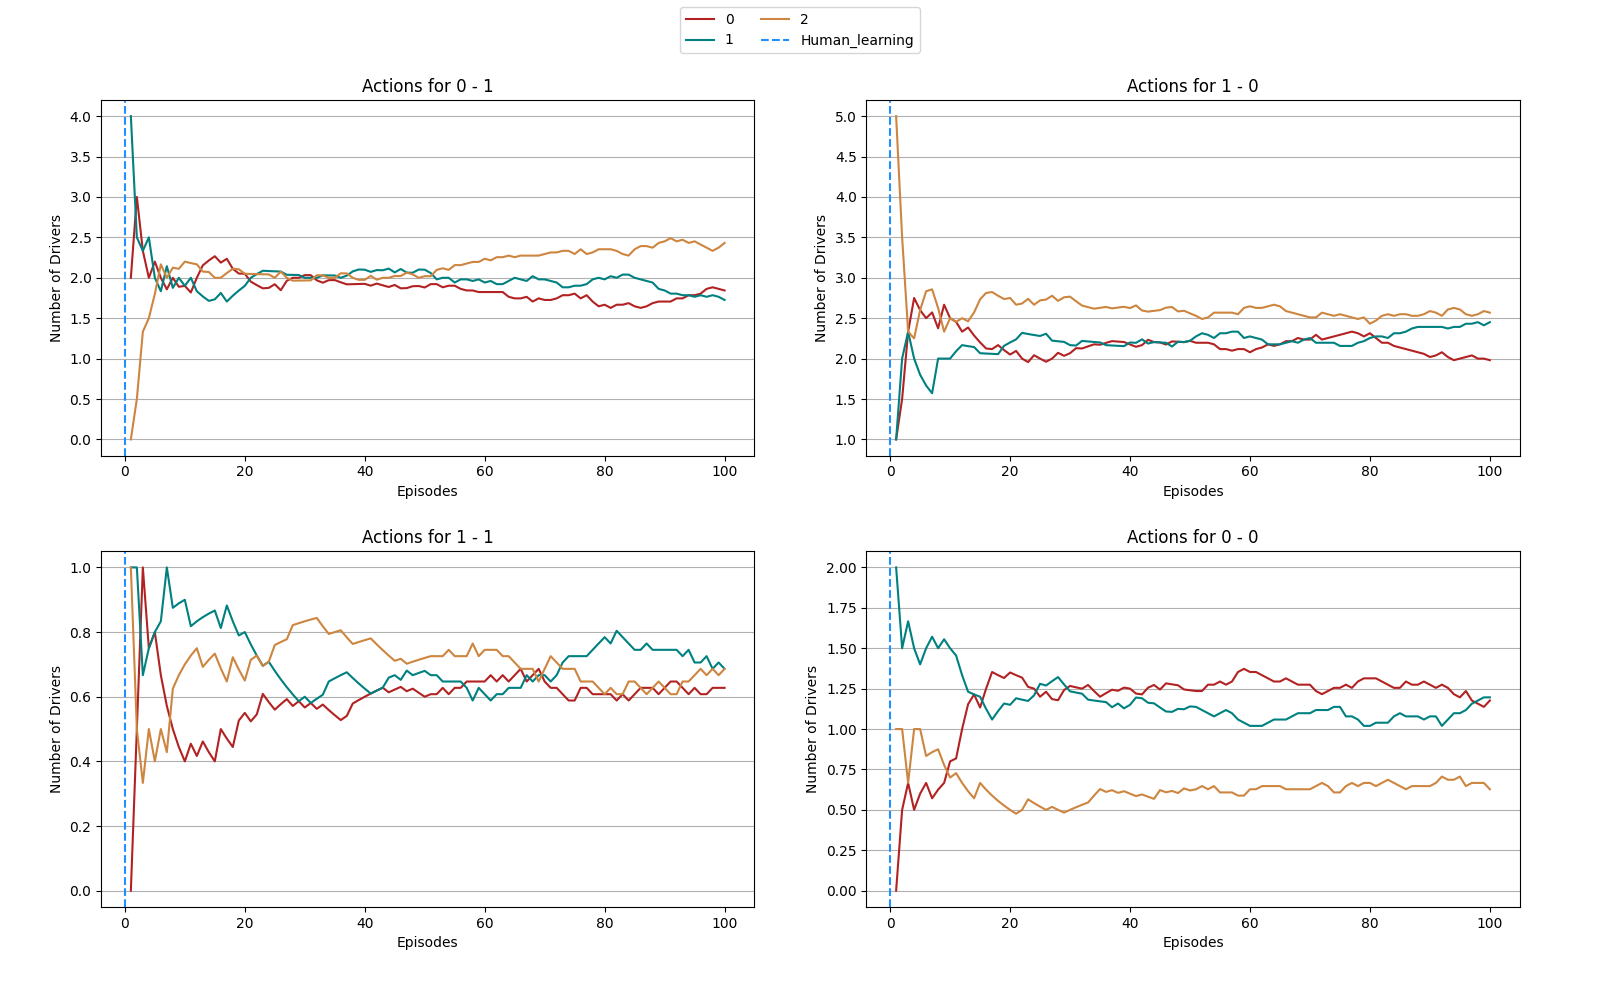 0 2
1 Human_learning
Actions for 0 - 1
4.0
3.5
3.0
2.5
2.0
1.5
1.0
0.5
0.0
Number of Drivers
0 20 40 60 80 100
Episodes
Actions for 1 - 0
5.0
4.5
4.0
3.5
3.0
2.5
2.0
1.5
1.0
Number of Drivers
0 20 40 60 80 100
Episodes
Actions for 1 - 1
1.0
0.8
0.6
0.4
0.2
0.0
Number of Drivers
0 20 40 60 80 100
Episodes
Actions for 0 - 0
2.00
1.75
1.50
1.25
1.00
0.75
0.50
0.25
0.00
Number of Drivers
0 20 40 60 80 100
Episodes